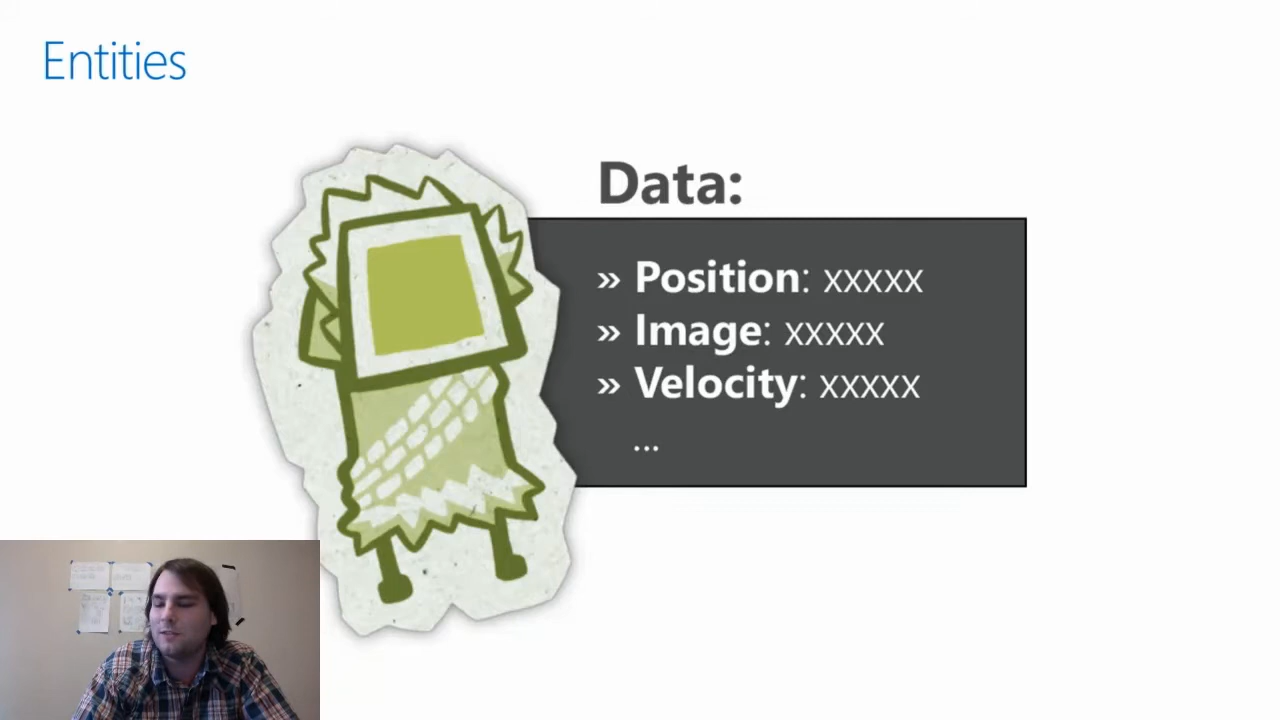 Entities
Data:
» Position: xxxxx
» Image: xxxxx
» Velocity: xxxxx
...